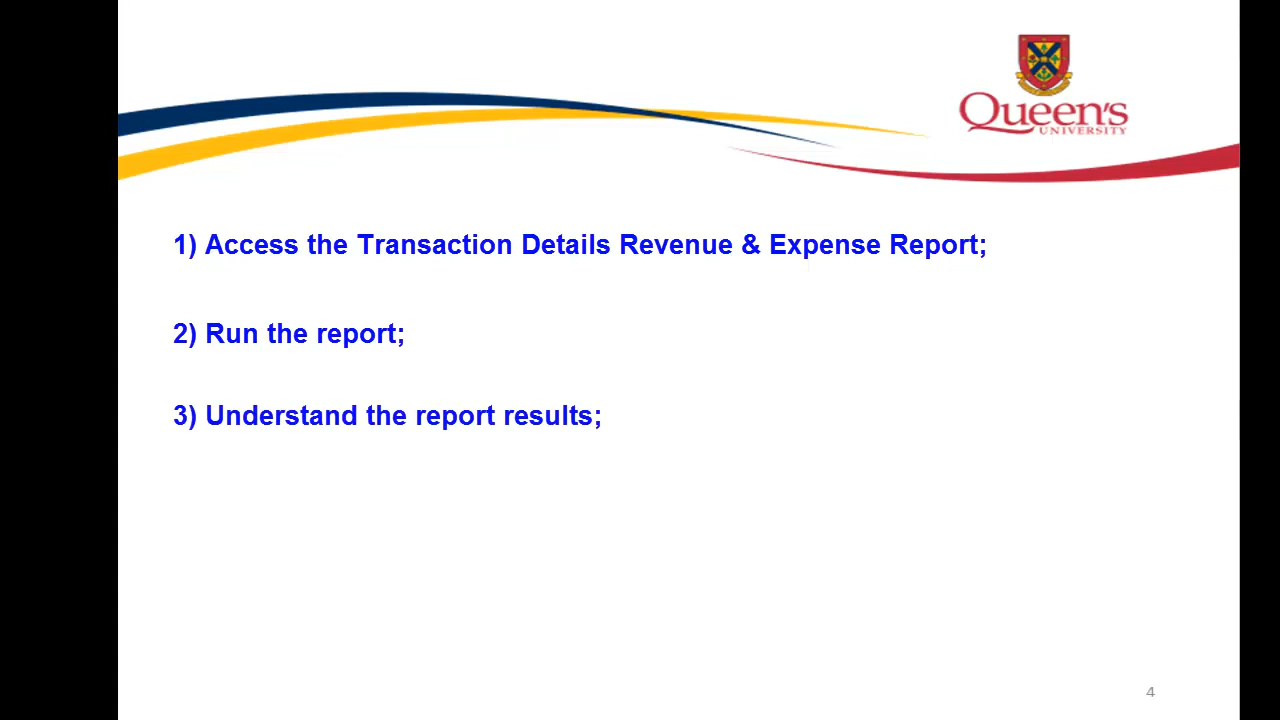 Queen's
UNIVERSITY
1) Access the Transaction Details Revenue & Expense Report;
2) Run the report;
3) Understand the report results;
4